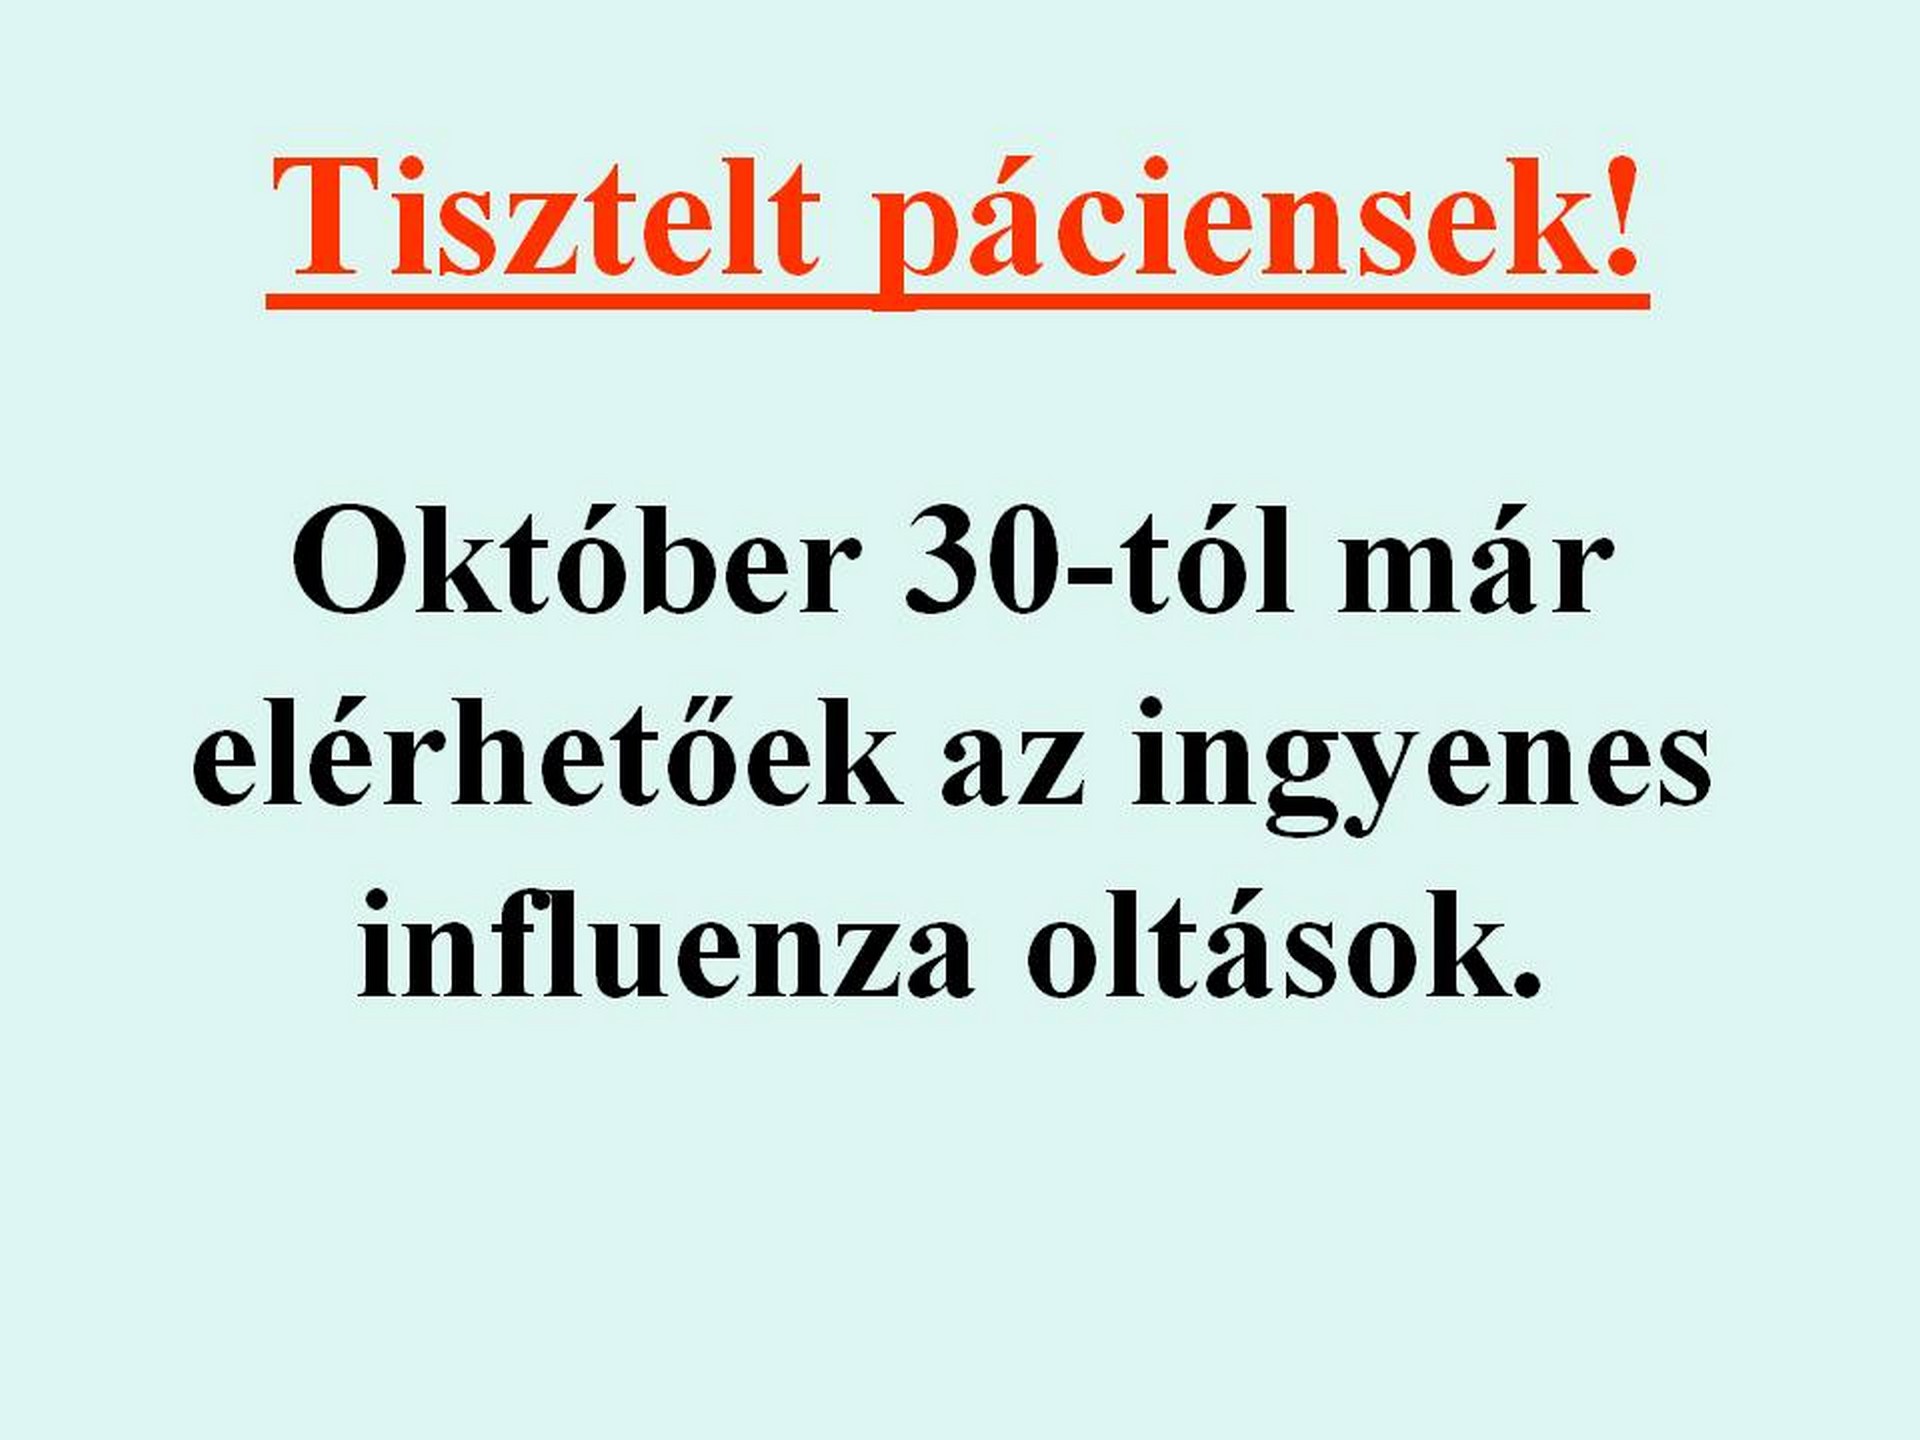 Tisztelt páciensek!
Október 30-tól már
elérhetőek az ingyenes
influenza oltások.